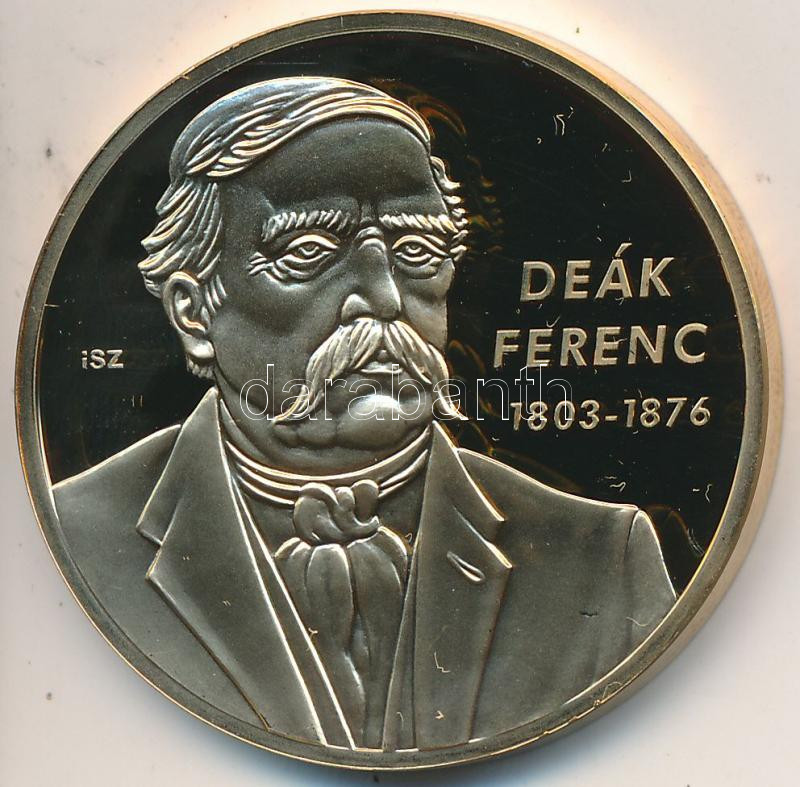 DEÁK
FERENC
1803-1876
iSZ
darabanth